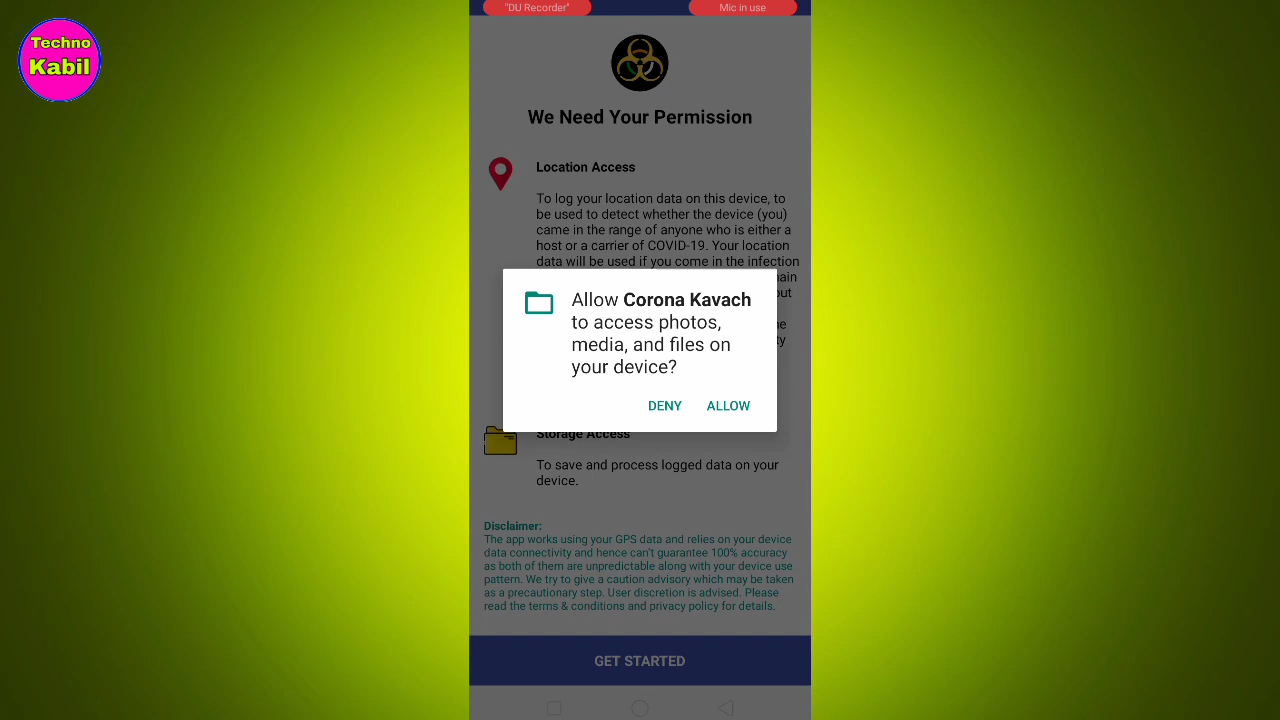 "DU Recorder"
Mic in use
Techno
Kabil
We Need Your Permission
Location Access
To log your location data on this device, to
be used to detect whether the device (you)
came in the range of anyone who is either a
host or a carrier of COVID-19. Your location
data will be used if you come in the infection
Allow Corona Kavach
to access photos,
media, and files on
your device?
DENY ALLOW
Storage Access
To save and process logged data on your
device.
Disclaimer:
The app works using your GPS data and relies on your device
data connectivity and hence can't guarantee 100% accuracy
as both of them are unpredictable along with your device use
pattern. We try to give a caution advisory which may be taken
as a precautionary step. User discretion is advised. Please
read the terms & conditions and privacy policy for details.
GET STARTED